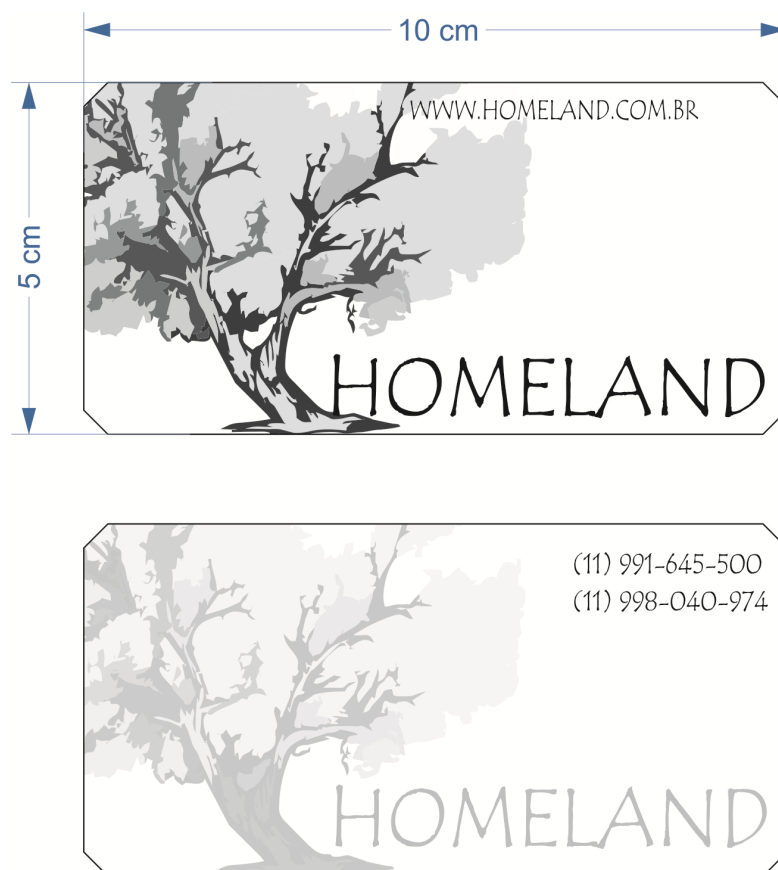 10 cm
WWW.HOMELAND.COM.BR
5 cm
HOMELAND
(11) 991-645-500
(11) 998-040-974
HOMELAND